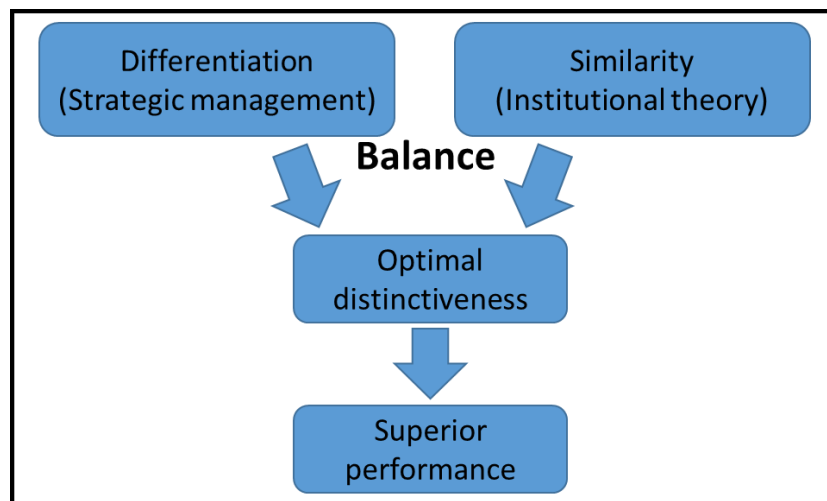 Differentiation
(Strategic management)
Similarity
(Institutional theory)
Balance
Optimal
distinctiveness
Superior
performance